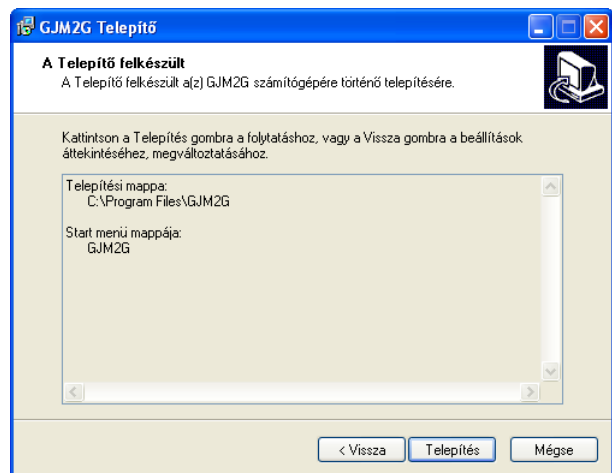 GJM2G Telepítő
A Telepítő felkészült
A Telepítő felkészült a(z) GJM2G számítógépére történő telepítésére.
Kattintson a Telepítés gombra a folytatáshoz, vagy a Vissza gombra a beállítások
áttekintéséhez, megváltoztatásához.
Telepítési mappa:
C:\Program Files\GJM2G
Start menü mappája:
GJM2G
< Vissza
Telepítés
Mégse